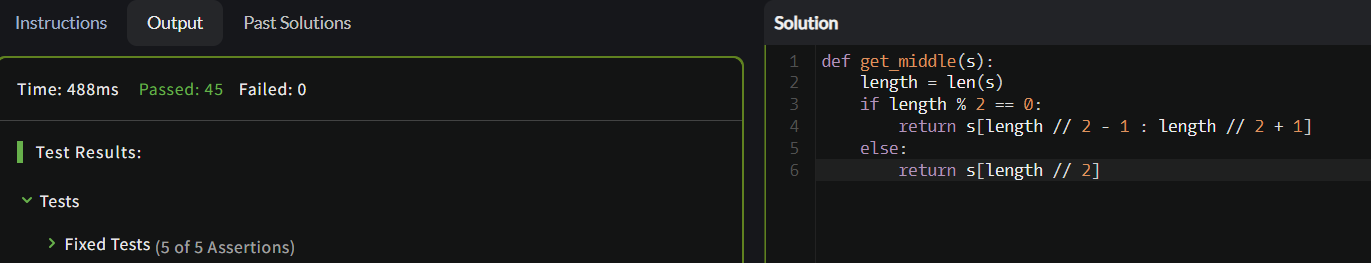 Instructions Output Past Solutions
Time: 488ms Passed: 45 Failed: 0
Test Results:
Tests
Fixed Tests (5 of 5 Assertions)
Solution
1 def get_middle(s):
2     length = len(s)
3     if length % 2 == 0:
4         return s[length // 2 - 1 : length // 2 + 1]
5     else:
6         return s[length // 2]